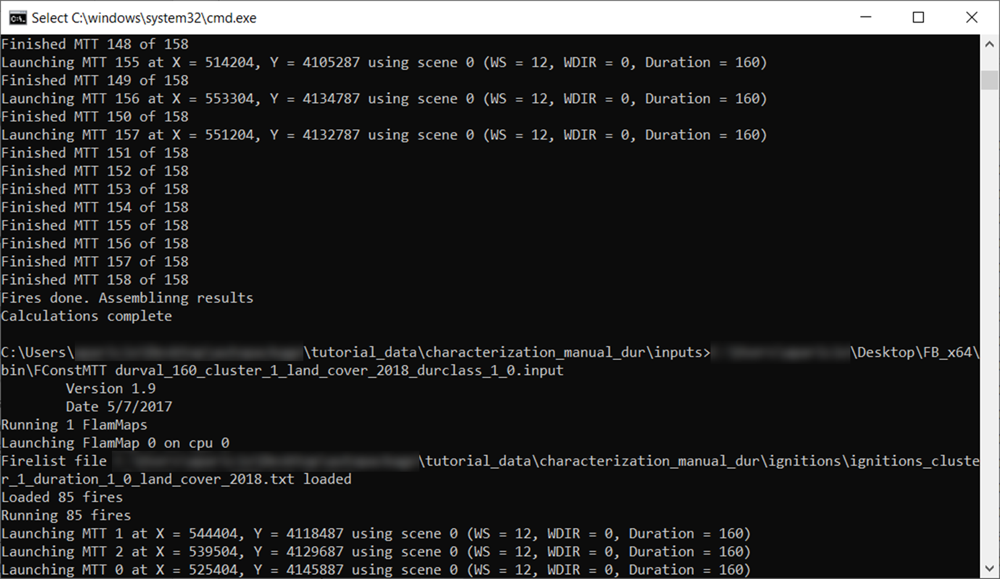 Select C:\windows\system32\cmd.exe
Finished MTT 148 of 158
Launching MTT 155 at X = 514204, Y = 4105287 using scene 0 (WS = 12, WDIR = 0, Duration = 160)
Finished MTT 149 of 158
Launching MTT 156 at X = 553304, Y = 4134787 using scene 0 (WS = 12, WDIR = 0, Duration = 160)
Finished MTT 150 of 158
Launching MTT 157 at X = 551204, Y = 4132787 using scene 0 (WS = 12, WDIR = 0, Duration = 160)
Finished MTT 151 of 158
Finished MTT 152 of 158
Finished MTT 153 of 158
Finished MTT 154 of 158
Finished MTT 155 of 158
Finished MTT 156 of 158
Finished MTT 157 of 158
Finished MTT 158 of 158
Fires done. Assemblinng results
Calculations complete
C:\Users\ \tutorial_data\characterization_manual_dur\inputs> \Desktop\FB_x64\
bin\FConstMTT durval_160_cluster_1_land_cover_2018_durclass_1_0.input
Version 1.9
Date 5/7/2017
Running 1 FlamMaps
Launching FlamMap 0 on cpu 0
Firelist file \tutorial_data\characterization_manual_dur\ignitions\ignitions_cluste
r_1_duration_1_0_land_cover_2018.txt loaded
Loaded 85 fires
Running 85 fires
Launching MTT 1 at X = 544404, Y = 4118487 using scene 0 (WS = 12, WDIR = 0, Duration = 160)
Launching MTT 2 at X = 539504, Y = 4129687 using scene 0 (WS = 12, WDIR = 0, Duration = 160)
Launching MTT 0 at X = 525404, Y = 4145887 using scene 0 (WS = 12, WDIR = 0, Duration = 160)